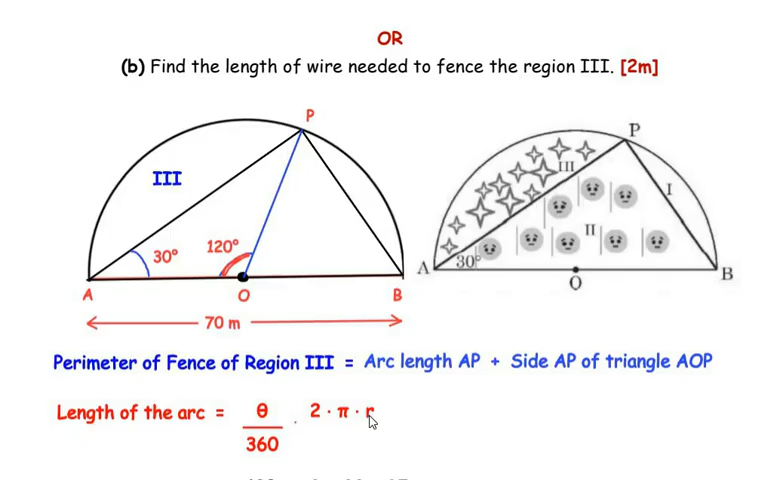 OR
(b) Find the length of wire needed to fence the region III. [2m]
P
III
30°
120°
A
O
B
70 m
P
III
I
II
30°
A
O
B
Perimeter of Fence of Region III = Arc length AP + Side AP of triangle AOP
Length of the arc = θ/360 · 2 · π · r